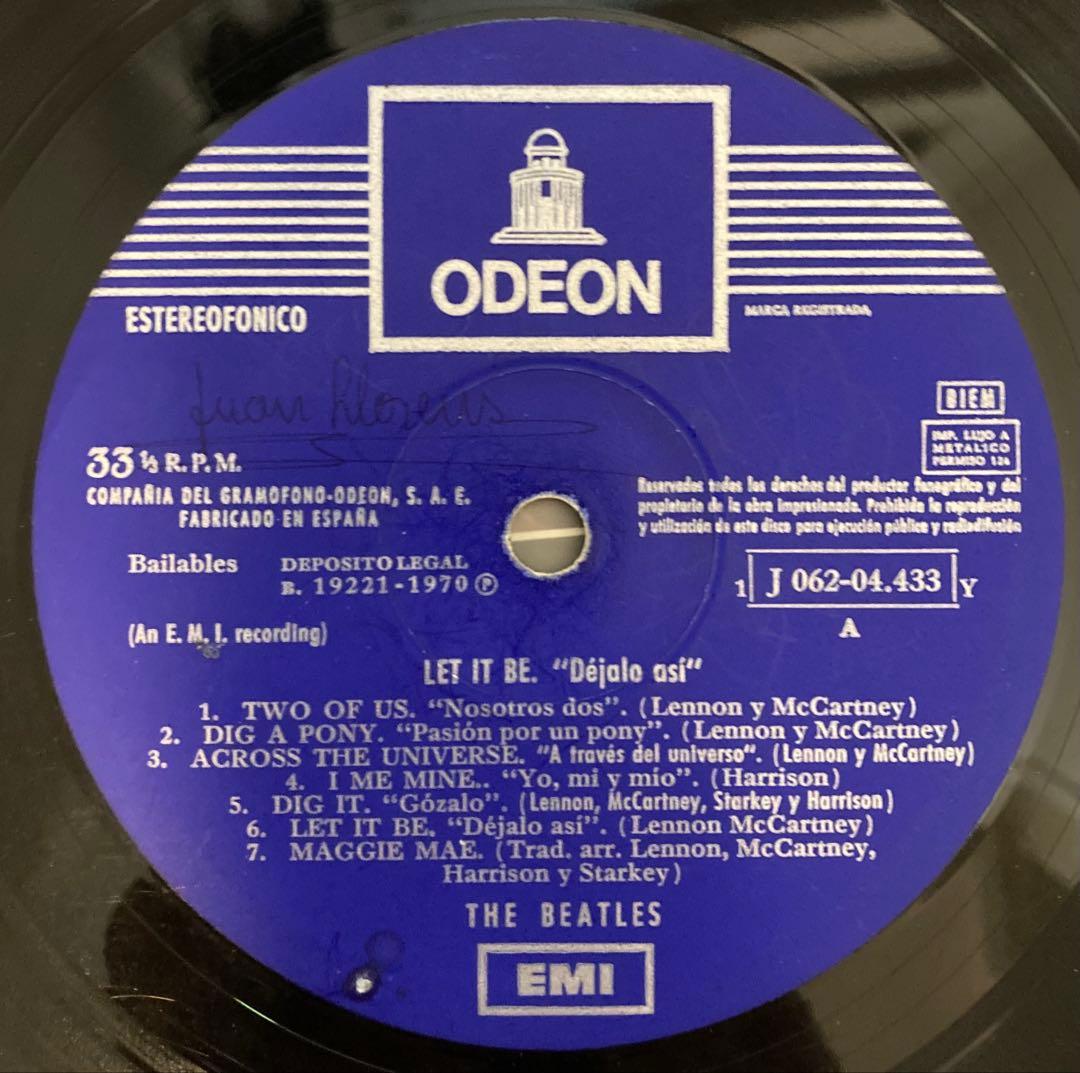 ODEON
ESTEREOFONICO
MARCA REGISTRADA
Juan
BIEM
IMP. LUJO A
METALICO
PERMISO 124
33 ⅓ R. P. M.
COMPAÑIA DEL GRAMOFONO-ODEON, S. A. E.
FABRICADO EN ESPAÑA
Reservados todos los derechos del productor fonográfico y del
propietario de la obra impresionada. Prohibida la reproducción
y utilización de este disco para ejecución pública y radiodifusión
Bailables
DEPOSITO LEGAL
B. 19221-1970 Ⓟ
1 J 062-04.433 Y
A
(An E. M. I. recording)
LET IT BE. "Déjalo así"
1. TWO OF US. "Nosotros dos". (Lennon y McCartney)
2. DIG A PONY. "Pasión por un pony". (Lennon y McCartney)
3. ACROSS THE UNIVERSE. "A través del universo". (Lennon y McCartney)
4. I ME MINE.. "Yo, mi y mio". (Harrison)
5. DIG IT. "Gózalo". (Lennon, McCartney, Starkey y Harrison)
6. LET IT BE. "Déjalo así". (Lennon McCartney)
7. MAGGIE MAE. (Trad. arr. Lennon, McCartney,
Harrison y Starkey)
THE BEATLES
EMI